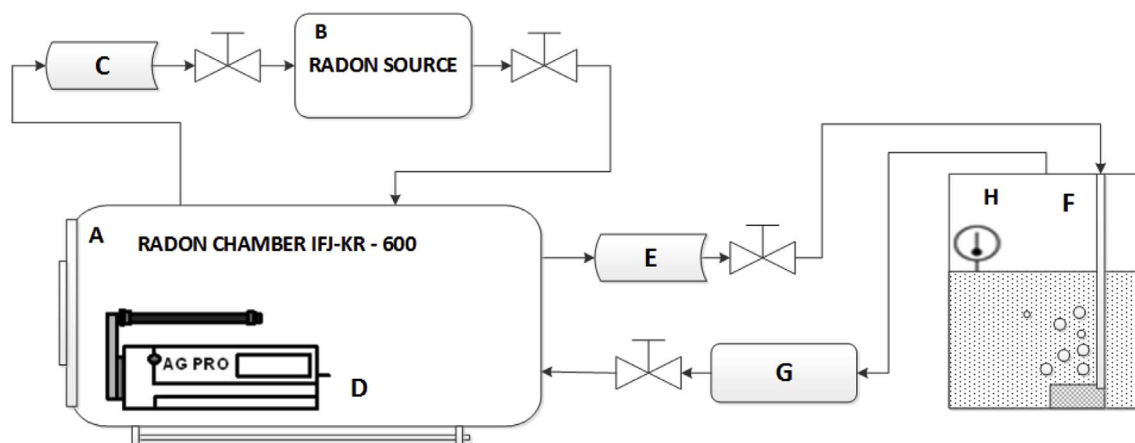 B
RADON SOURCE
C
A
RADON CHAMBER IFJ-KR - 600
E
H
F
AG PRO
D
G